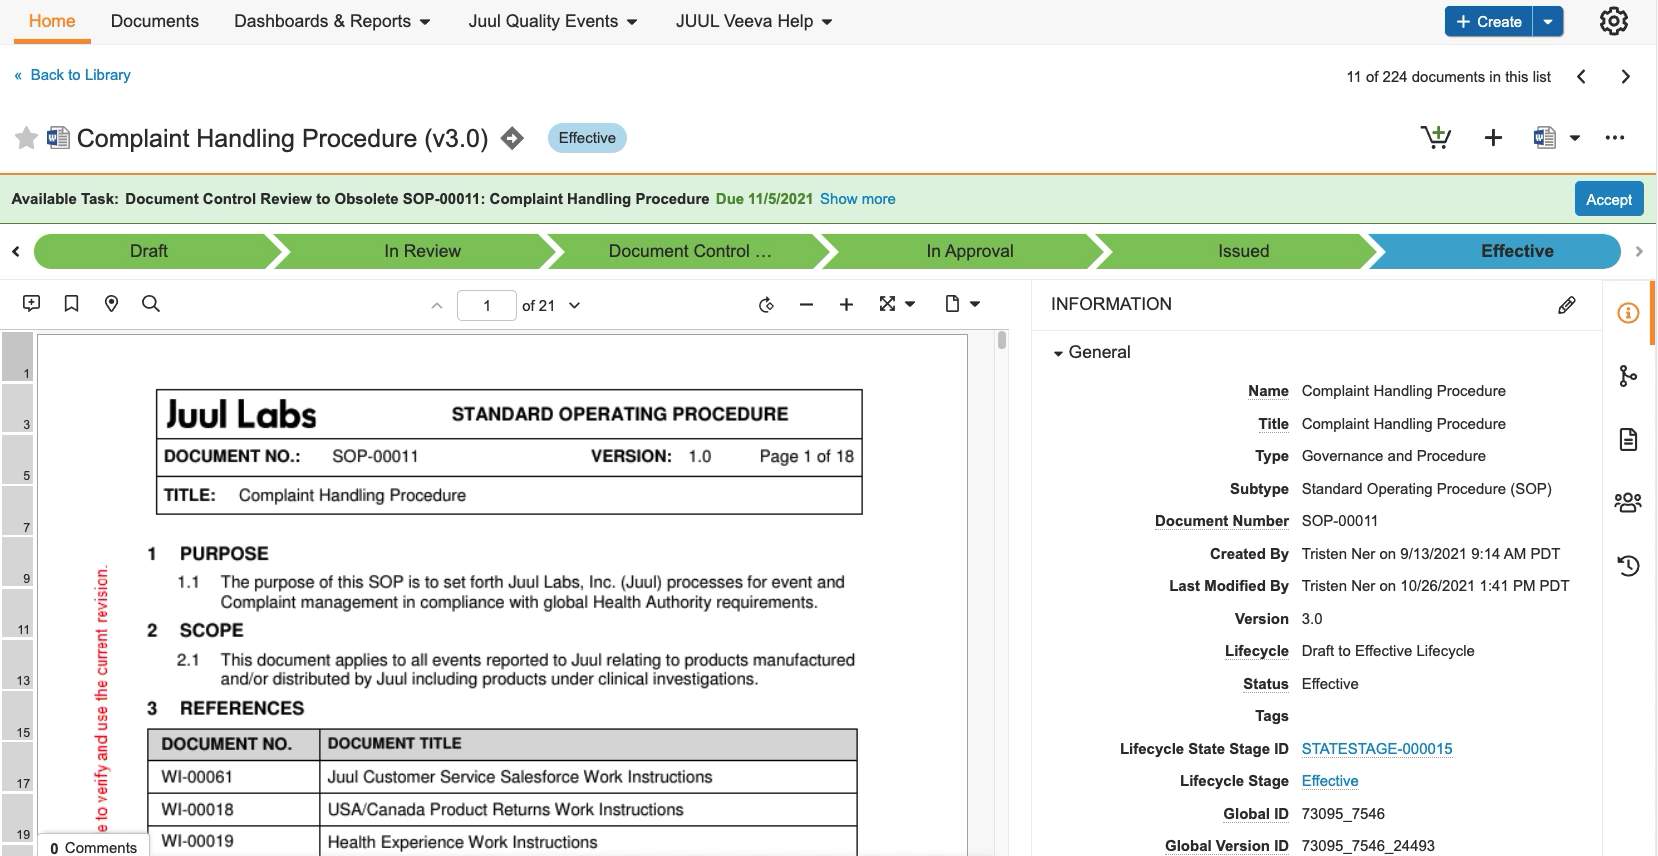 Home Documents Dashboards & Reports Juul Quality Events JUUL Veeva Help + Create
« Back to Library 11 of 224 documents in this list
Complaint Handling Procedure (v3.0) Effective
Available Task: Document Control Review to Obsolete SOP-00011: Complaint Handling Procedure Due 11/5/2021 Show more Accept
Draft In Review Document Control ... In Approval Issued Effective
1 of 21
1
3
5
7
9
11
13
15
17
19
Juul Labs STANDARD OPERATING PROCEDURE
DOCUMENT NO.: SOP-00011 VERSION: 1.0 Page 1 of 18
TITLE: Complaint Handling Procedure
1 PURPOSE
1.1 The purpose of this SOP is to set forth Juul Labs, Inc. (Juul) processes for event and
Complaint management in compliance with global Health Authority requirements.
2 SCOPE
2.1 This document applies to all events reported to Juul relating to products manufactured
and/or distributed by Juul including products under clinical investigations.
3 REFERENCES
DOCUMENT NO. DOCUMENT TITLE
WI-00061 Juul Customer Service Salesforce Work Instructions
WI-00018 USA/Canada Product Returns Work Instructions
WI-00019 Health Experience Work Instructions
e to verify and use the current revision.
0 Comments
INFORMATION
General
Name Complaint Handling Procedure
Title Complaint Handling Procedure
Type Governance and Procedure
Subtype Standard Operating Procedure (SOP)
Document Number SOP-00011
Created By Tristen Ner on 9/13/2021 9:14 AM PDT
Last Modified By Tristen Ner on 10/26/2021 1:41 PM PDT
Version 3.0
Lifecycle Draft to Effective Lifecycle
Status Effective
Tags
Lifecycle State Stage ID STATESTAGE-000015
Lifecycle Stage Effective
Global ID 73095_7546
Global Version ID 73095_7546_24493